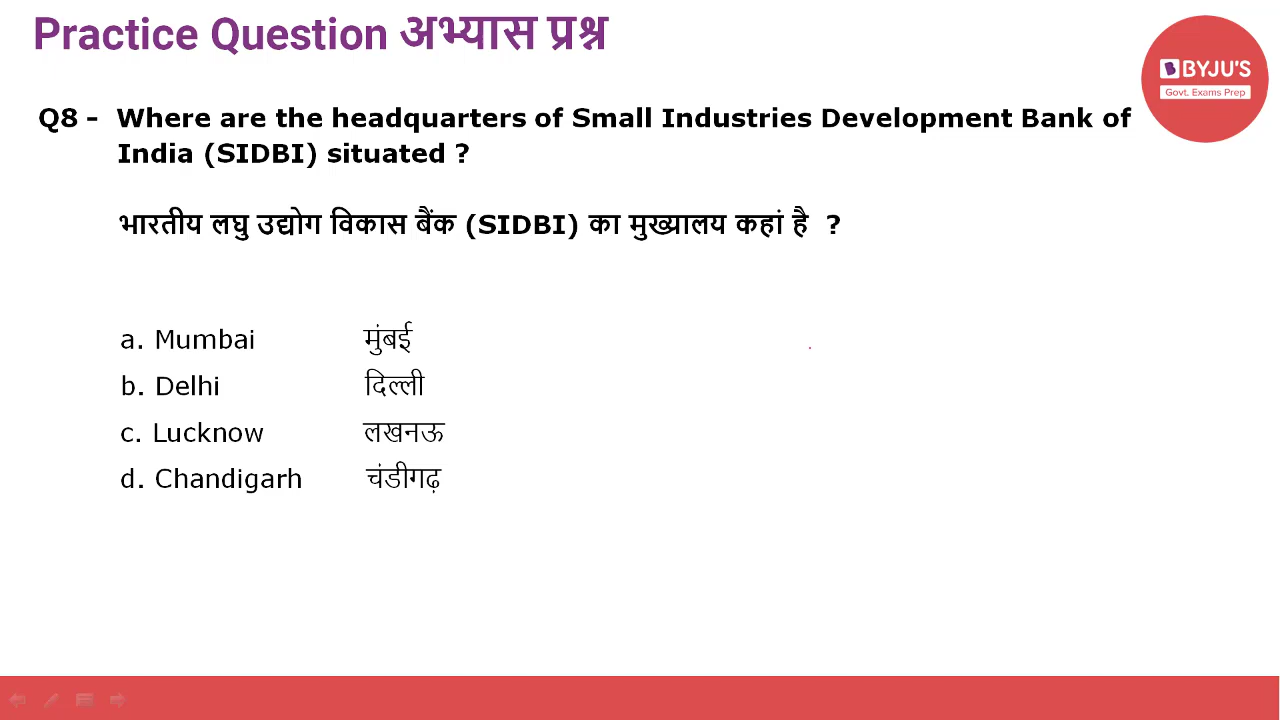 Practice Question अभ्यास प्रश्न
BYJU'S
Govt. Exams Prep
Q8 - Where are the headquarters of Small Industries Development Bank of
India (SIDBI) situated ?
भारतीय लघु उद्योग विकास बैंक (SIDBI) का मुख्यालय कहां है ?
a. Mumbai मुंबई
b. Delhi दिल्ली
c. Lucknow लखनऊ
d. Chandigarh चंडीगढ़